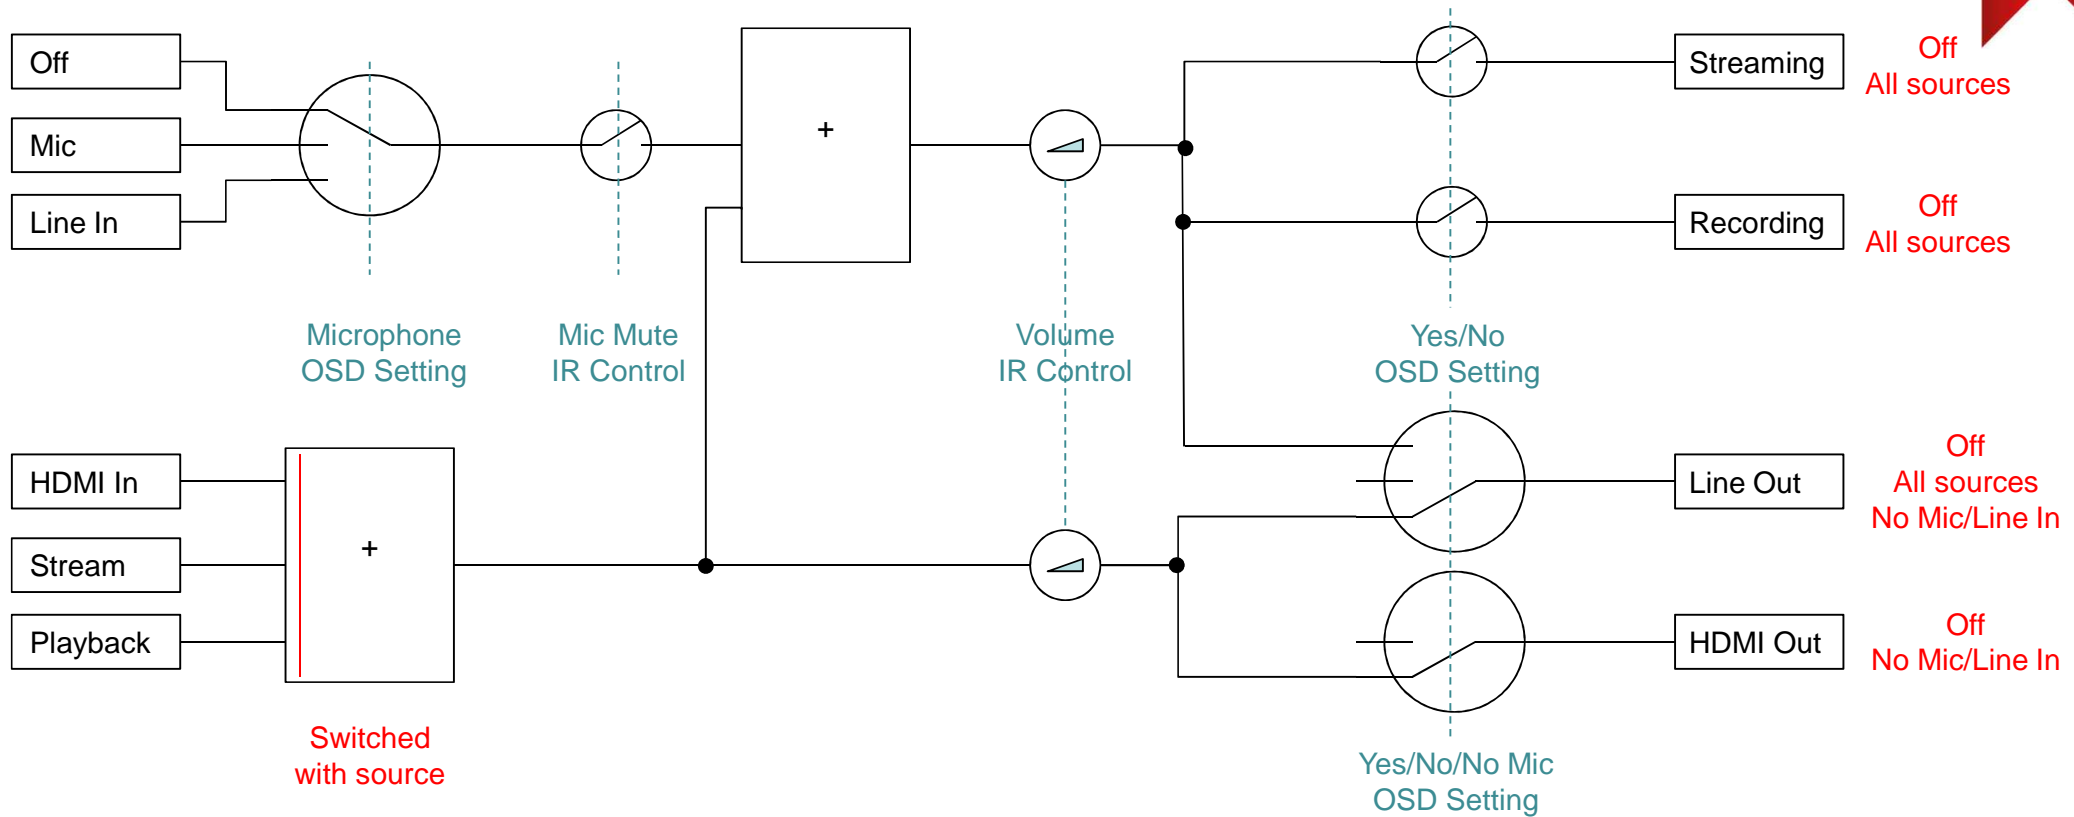 Off
Mic
Line In
Microphone
OSD Setting
Mic Mute
IR Control
+
Volume
IR Control
Yes/No
OSD Setting
Streaming
Off
All sources
Recording
Off
All sources
HDMI In
Stream
Playback
+
Switched
with source
Line Out
Off
All sources
No Mic/Line In
HDMI Out
Off
No Mic/Line In
Yes/No/No Mic
OSD Setting